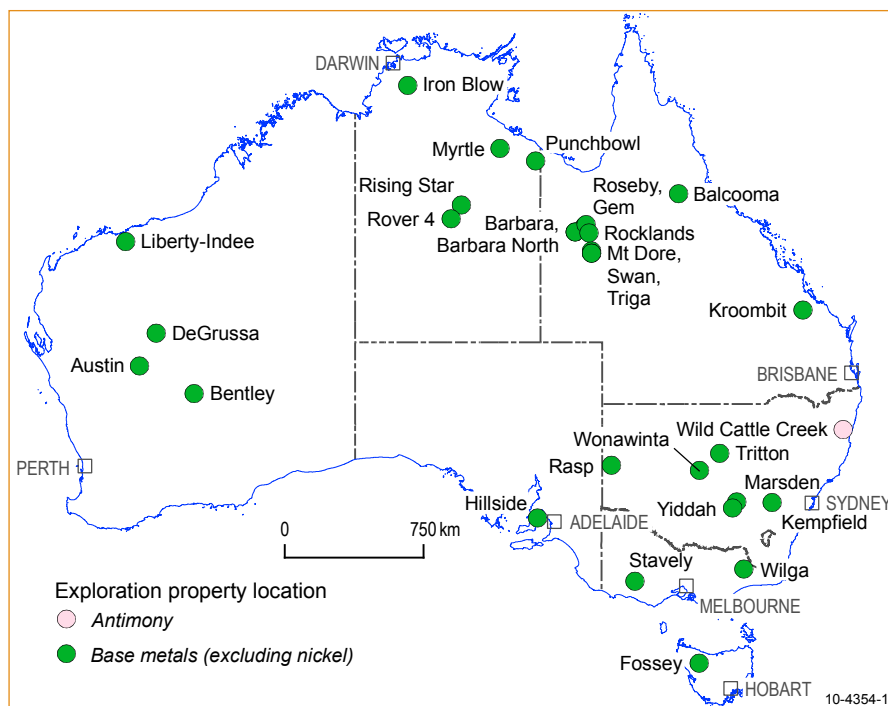 DARWIN
Iron Blow
Myrtle
Punchbowl
Rising Star
Roseby,
Gem
Balcooma
Rover 4
Barbara,
Barbara North
Rocklands
Mt Dore,
Swan,
Triga
Liberty-Indee
Kroombit
DeGrussa
Austin
Bentley
BRISBANE
Wild Cattle Creek
Wonawinta
Tritton
PERTH
Rasp
Marsden
Hillside
Yiddah
SYDNEY
ADELAIDE
Kempfield
0
750 km
Stavely
Wilga
MELBOURNE
Exploration property location
Antimony
Base metals (excluding nickel)
Fossey
HOBART
10-4354-1